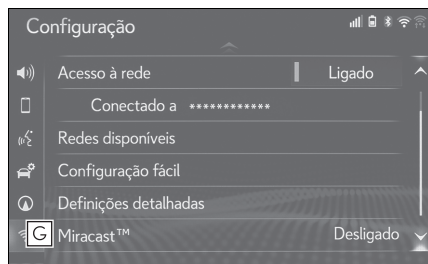 Configuração
Acesso à rede Ligado
Conectado a ************
Redes disponíveis
Configuração fácil
Definições detalhadas
G Miracast™ Desligado